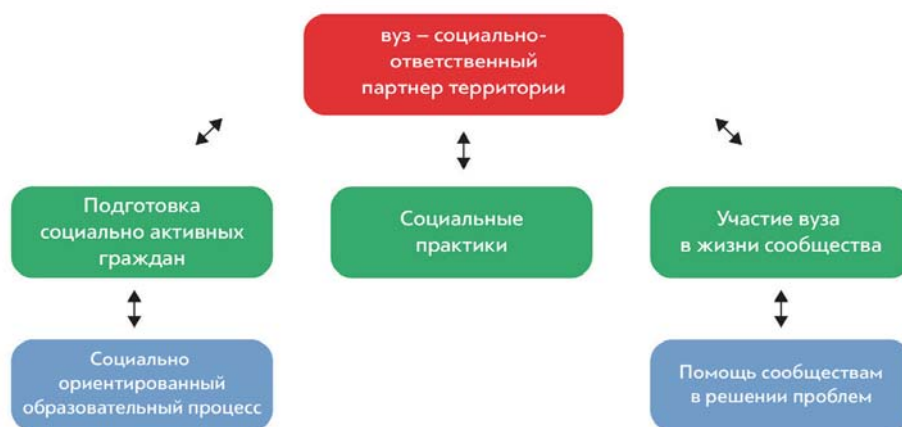 вуз – социально-
ответственный
партнер территории
Подготовка
социально активных
граждан
Социальные
практики
Участие вуза
в жизни сообщества
Социально
ориентированный
образовательный процесс
Помощь сообществам
в решении проблем